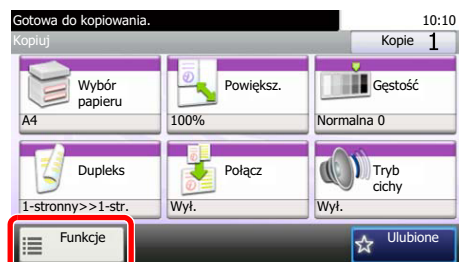 Gotowa do kopiowania. 10:10
Kopiuj Kopie 1
Wybór papieru
Powiększ.
Gęstość
A4
100%
Normalna 0
Dupleks
Połącz
Tryb cichy
1-stronny>>1-str.
Wył.
Wył.
Funkcje
Ulubione